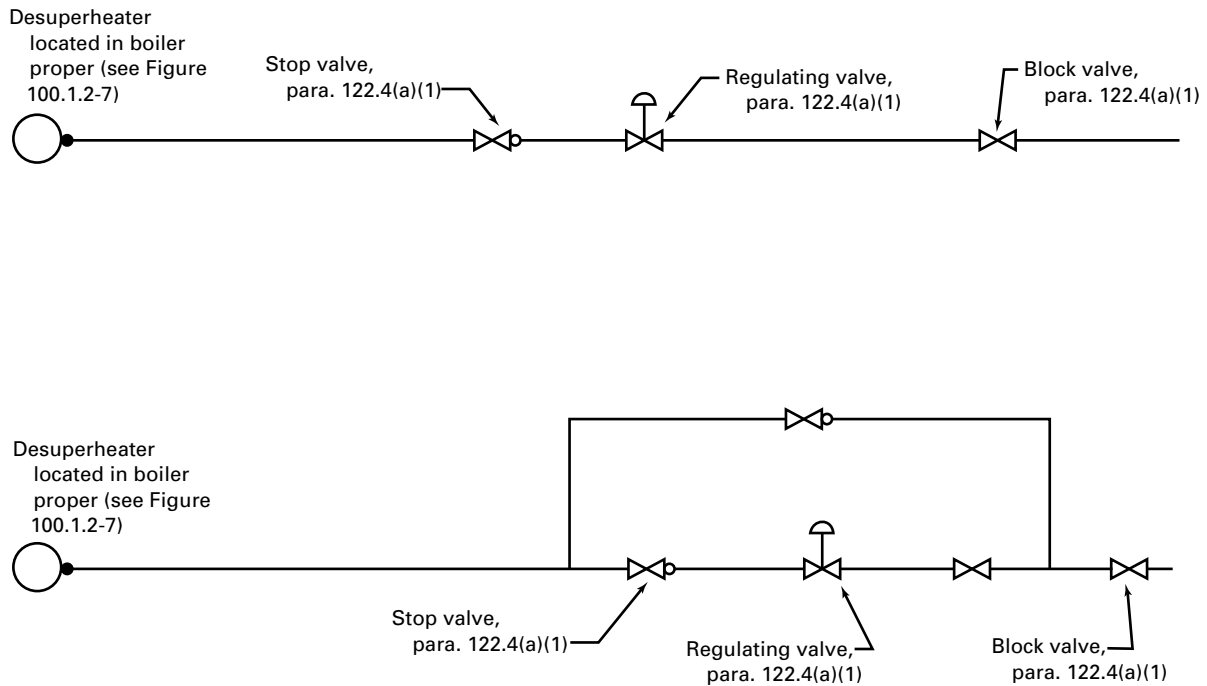 Desuperheater
located in boiler
proper (see Figure
100.1.2-7)
Stop valve,
para. 122.4(a)(1)
Regulating valve,
para. 122.4(a)(1)
Block valve,
para. 122.4(a)(1)
Desuperheater
located in boiler
proper (see Figure
100.1.2-7)
Stop valve,
para. 122.4(a)(1)
Regulating valve,
para. 122.4(a)(1)
Block valve,
para. 122.4(a)(1)